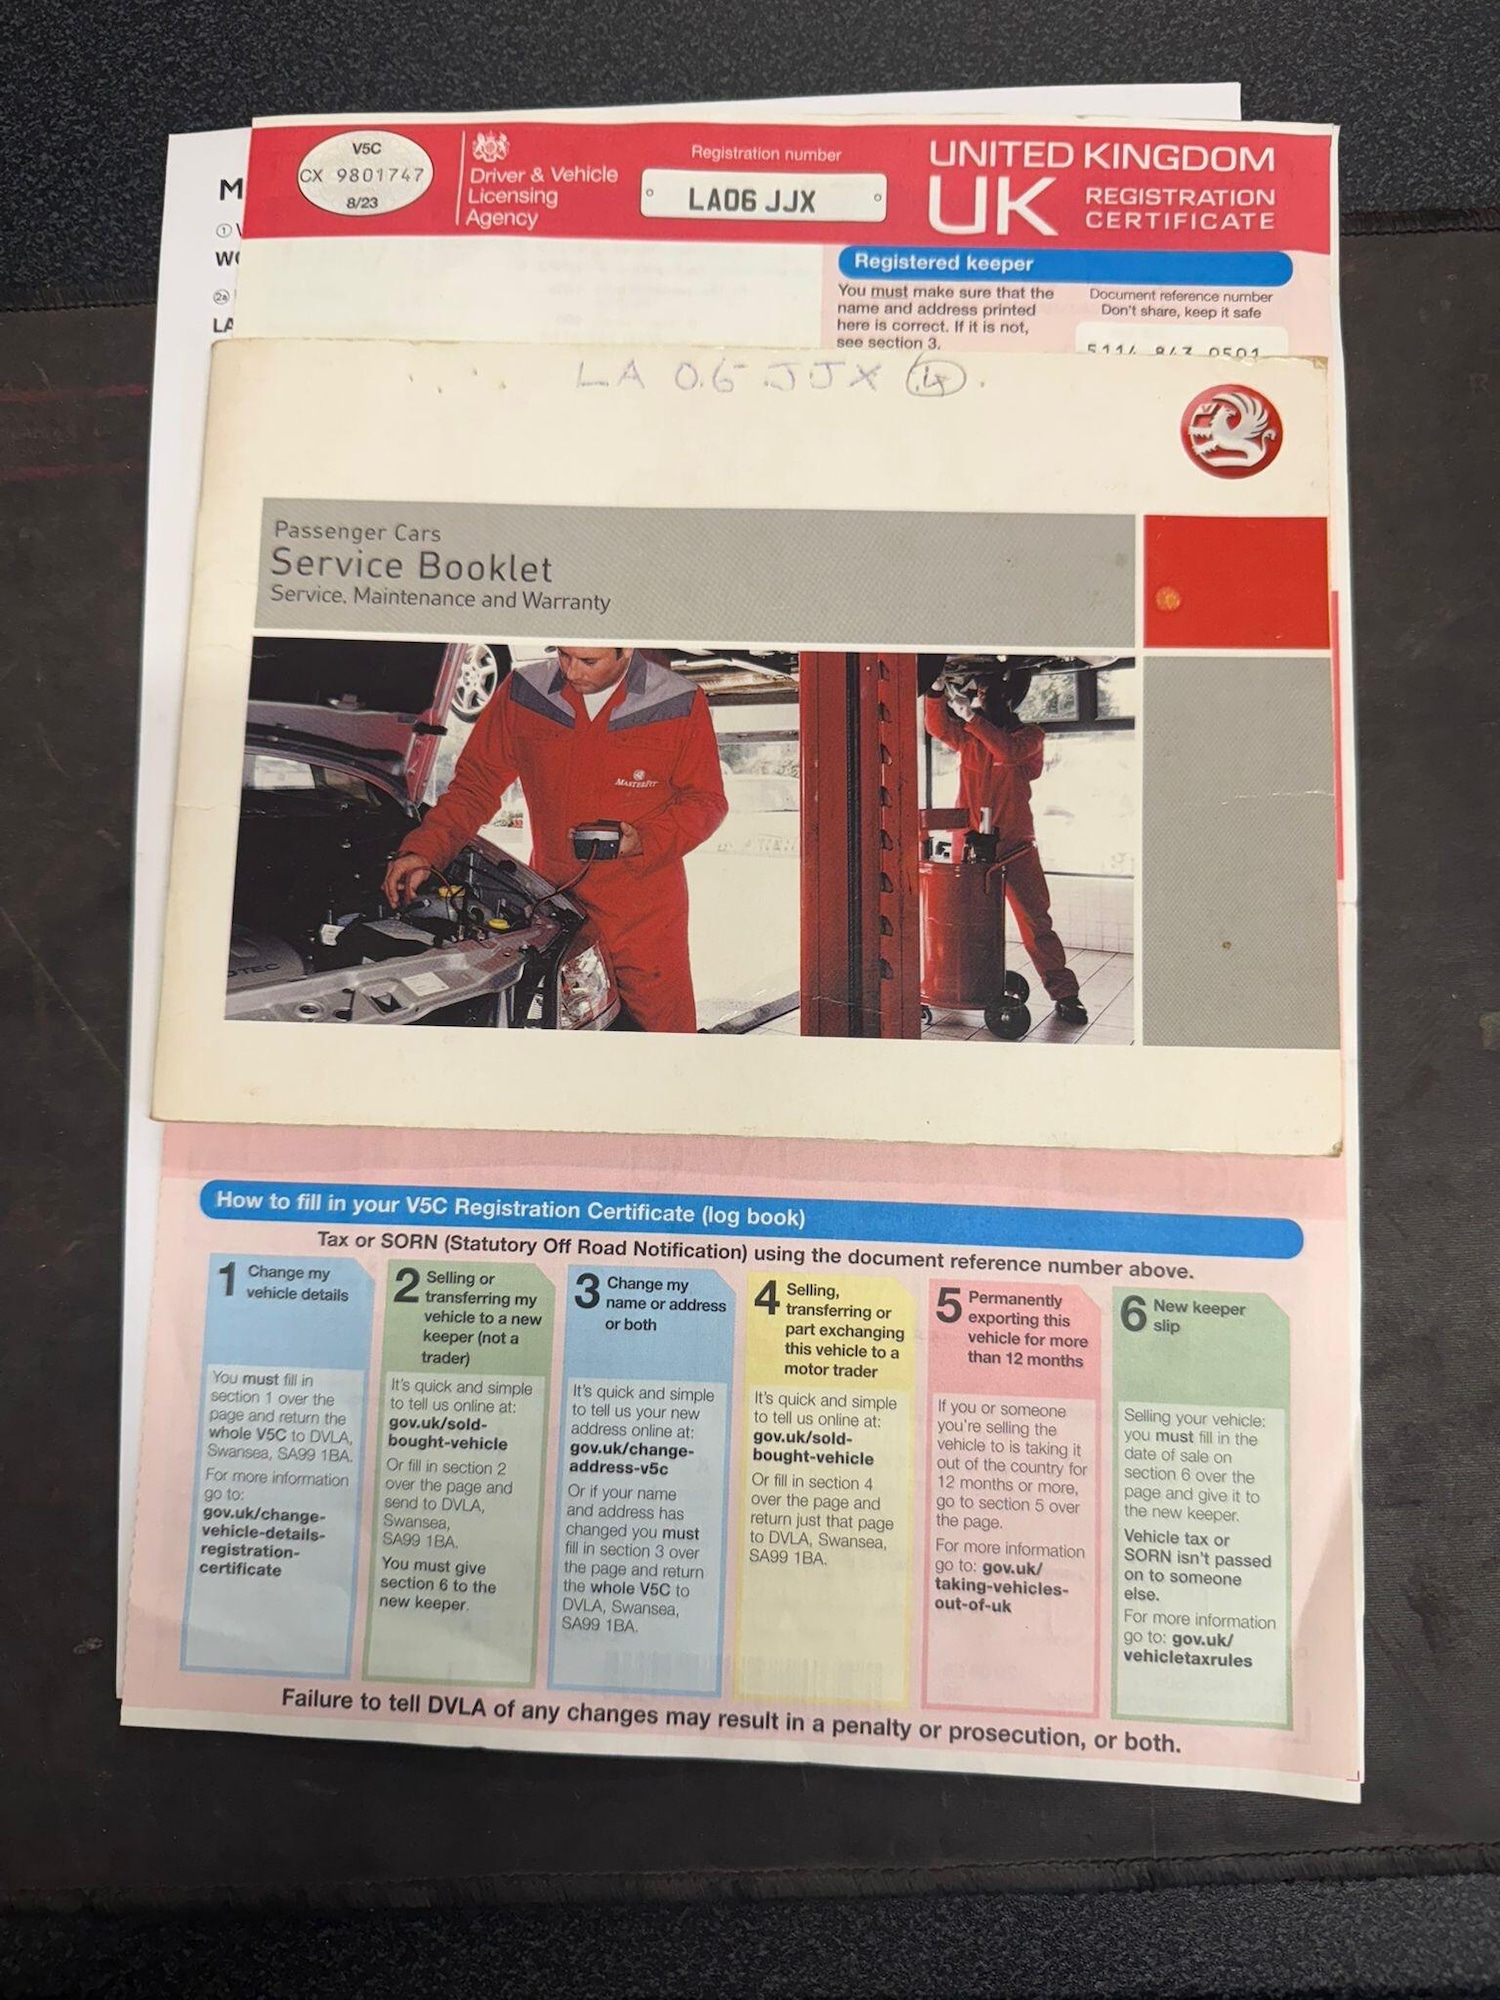 V5C
CX 9801747
8/23
Driver & Vehicle
Licensing
Agency
Registration number
LA06 JJX
UNITED KINGDOM
UK
REGISTRATION
CERTIFICATE
M
1
WO
2a
LA
Registered keeper
You must make sure that the
name and address printed
here is correct. If it is not,
see section 3.
Document reference number
Don't share, keep it safe
LA 06 JJX 4
Passenger Cars
Service Booklet
Service, Maintenance and Warranty
MASTERFIT
OTEC
How to fill in your V5C Registration Certificate (log book)
Tax or SORN (Statutory Off Road Notification) using the document reference number above.
1 Change my
vehicle details
You must fill in
section 1 over the
page and return the
whole V5C to DVLA,
Swansea, SA99 1BA.
For more information
go to:
gov.uk/change-
vehicle-details-
registration-
certificate
2 Selling or
transferring my
vehicle to a new
keeper (not a
trader)
It's quick and simple
to tell us online at:
gov.uk/sold-
bought-vehicle
Or fill in section 2
over the page and
send to DVLA,
Swansea,
SA99 1BA.
You must give
section 6 to the
new keeper.
3 Change my
name or address
or both
It's quick and simple
to tell us your new
address online at:
gov.uk/change-
address-v5c
Or if your name
and address has
changed you must
fill in section 3 over
the page and return
the whole V5C to
DVLA, Swansea,
SA99 1BA.
4 Selling,
transferring or
part exchanging
this vehicle to a
motor trader
It's quick and simple
to tell us online at:
gov.uk/sold-
bought-vehicle
Or fill in section 4
over the page and
return just that page
to DVLA, Swansea,
SA99 1BA.
5 Permanently
exporting this
vehicle for more
than 12 months
If you or someone
you're selling the
vehicle to is taking it
out of the country for
12 months or more,
go to section 5 over
the page.
For more information
go to: gov.uk/
taking-vehicles-
out-of-uk
6 New keeper
slip
Selling your vehicle:
you must fill in the
date of sale on
section 6 over the
page and give it to
the new keeper.
Vehicle tax or
SORN isn't passed
on to someone
else.
For more information
go to: gov.uk/
vehicletaxrules
Failure to tell DVLA of any changes may result in a penalty or prosecution, or both.